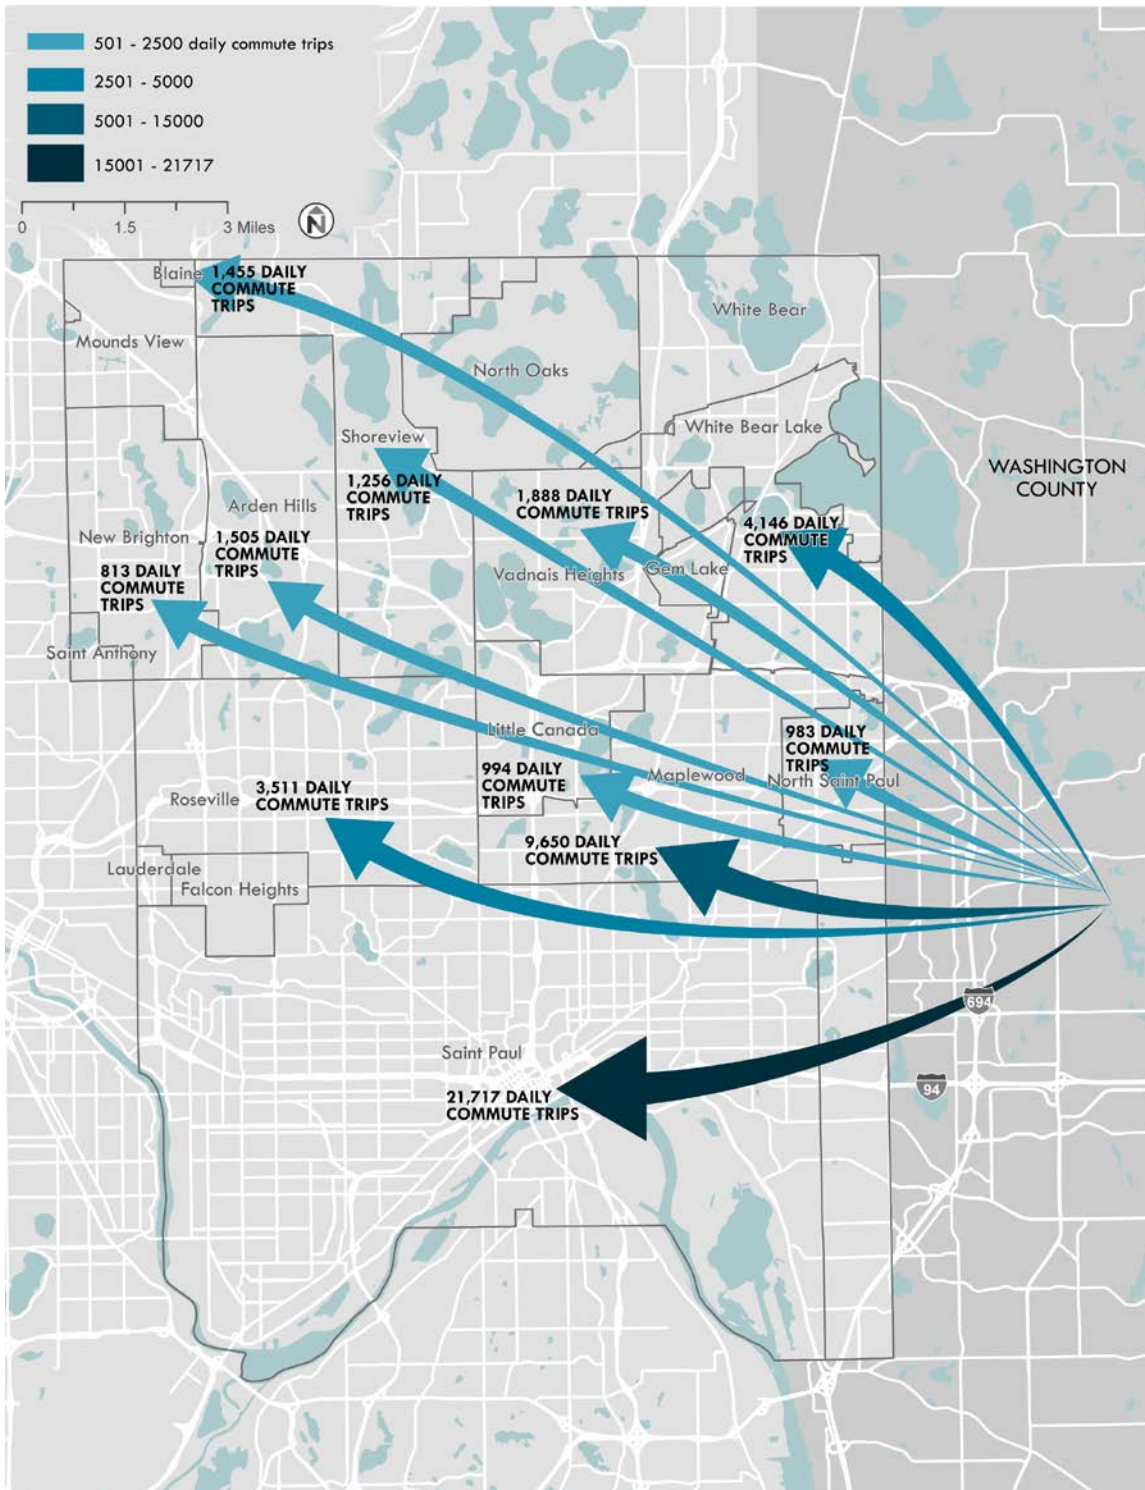 501 - 2500 daily commute trips
2501 - 5000
5001 - 15000
15001 - 21717
0 1.5 3 Miles
N
Blaine
1,455 DAILY
COMMUTE
TRIPS
White Bear
Mounds View
North Oaks
Shoreview
White Bear Lake
1,256 DAILY
COMMUTE
TRIPS
WASHINGTON
COUNTY
1,888 DAILY
COMMUTE TRIPS
Arden Hills
4,146 DAILY
COMMUTE
TRIPS
New Brighton
1,505 DAILY
COMMUTE
TRIPS
813 DAILY
COMMUTE
TRIPS
Vadnais Heights
Gem Lake
Saint Anthony
Little Canada
983 DAILY
COMMUTE
TRIPS
994 DAILY
COMMUTE
TRIPS
Maplewood
North Saint Paul
3,511 DAILY
COMMUTE TRIPS
Roseville
9,650 DAILY
COMMUTE TRIPS
Lauderdale
Falcon Heights
694
Saint Paul
94
21,717 DAILY
COMMUTE TRIPS